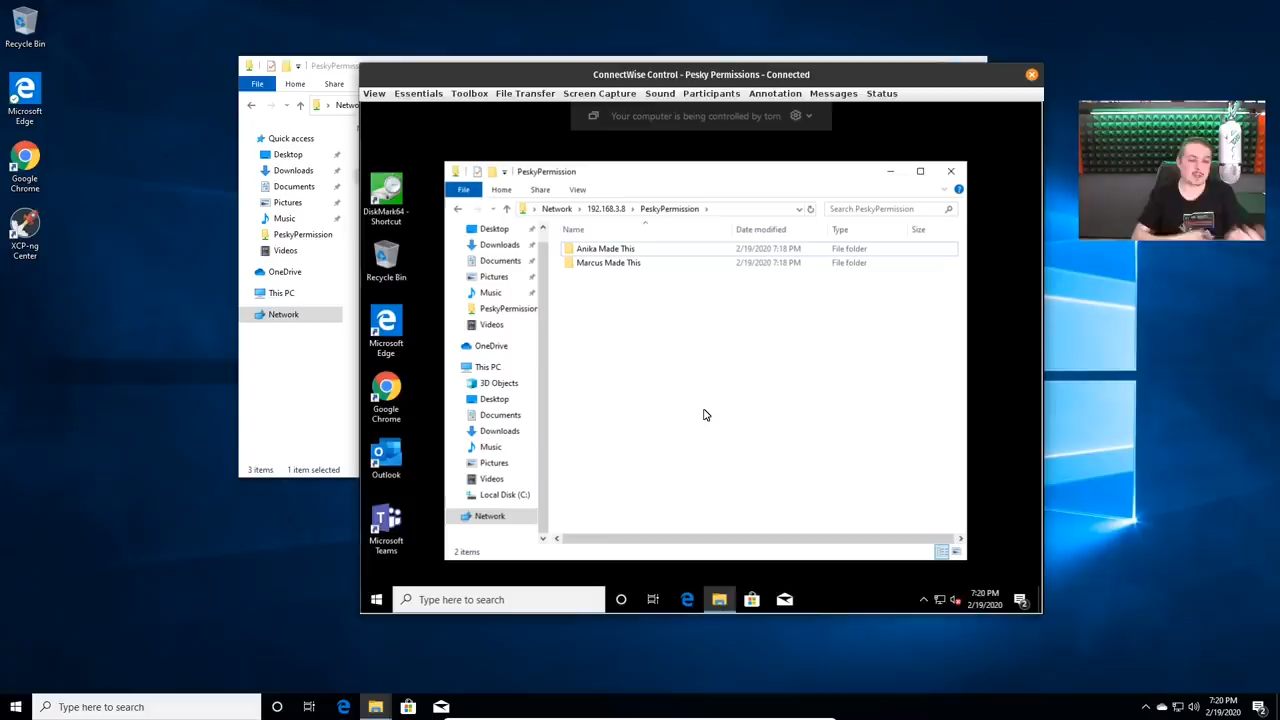 Recycle Bin
Microsoft
Edge
Google
Chrome
XCP-ng
Center
PeskyPermiss
File
Home
Share
Netwo
Quick access
Desktop
Downloads
Documents
Pictures
Music
PeskyPermission
Videos
OneDrive
This PC
Network
3 items
1 item selected
ConnectWise Control - Pesky Permissions - Connected
View
Essentials
Toolbox
File Transfer
Screen Capture
Sound
Participants
Annotation
Messages
Status
Your computer is being controlled by tom
DiskMark64 -
Shortcut
Recycle Bin
Microsoft
Edge
Google
Chrome
Outlook
Microsoft
Teams
PeskyPermission
File
Home
Share
View
Network
192.168.3.8
PeskyPermission
Search PeskyPermission
Desktop
Downloads
Documents
Pictures
Music
PeskyPermission
Videos
OneDrive
This PC
3D Objects
Desktop
Documents
Downloads
Music
Pictures
Videos
Local Disk (C:)
Network
Name
Date modified
Type
Size
Anika Made This
2/19/2020 7:18 PM
File folder
Marcus Made This
2/19/2020 7:18 PM
File folder
2 items
Type here to search
7:20 PM
2/19/2020
2
Type here to search
7:20 PM
2/19/2020
2